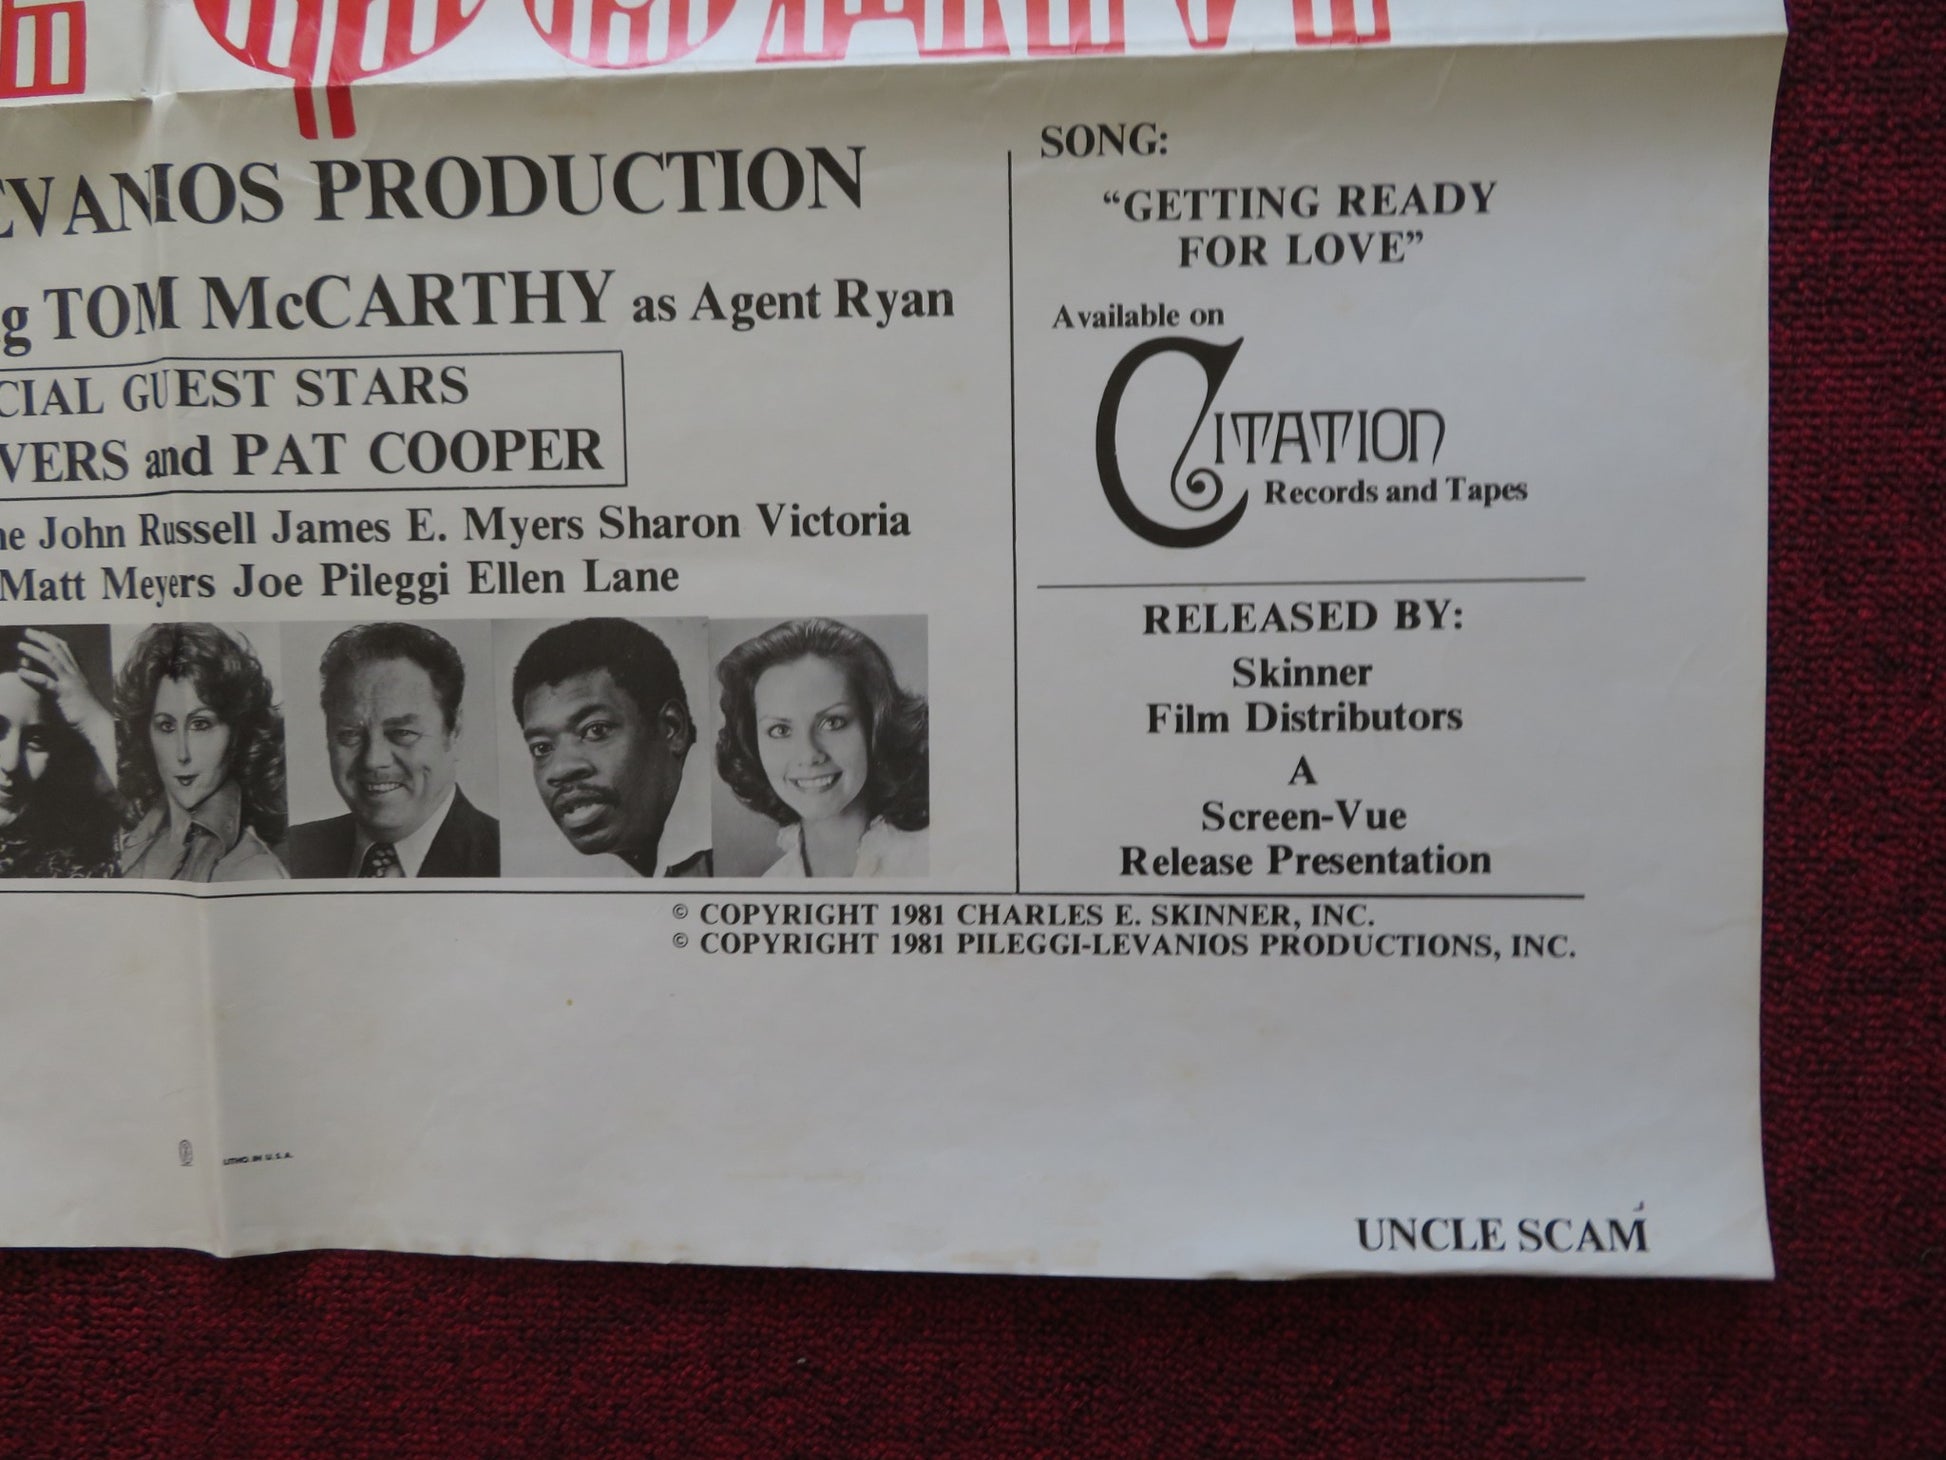 EVANIOS PRODUCTION
g TOM McCARTHY as Agent Ryan
CIAL GUEST STARS
VERS and PAT COOPER
ne John Russell James E. Myers Sharon Victoria
Matt Meyers Joe Pileggi Ellen Lane
SONG:
“GETTING READY
FOR LOVE”
Available on
CITATION
Records and Tapes
RELEASED BY:
Skinner
Film Distributors
A
Screen-Vue
Release Presentation
© COPYRIGHT 1981 CHARLES E. SKINNER, INC.
© COPYRIGHT 1981 PILEGGI-LEVANIOS PRODUCTIONS, INC.
LITHO. IN U.S.A.
UNCLE SCAM